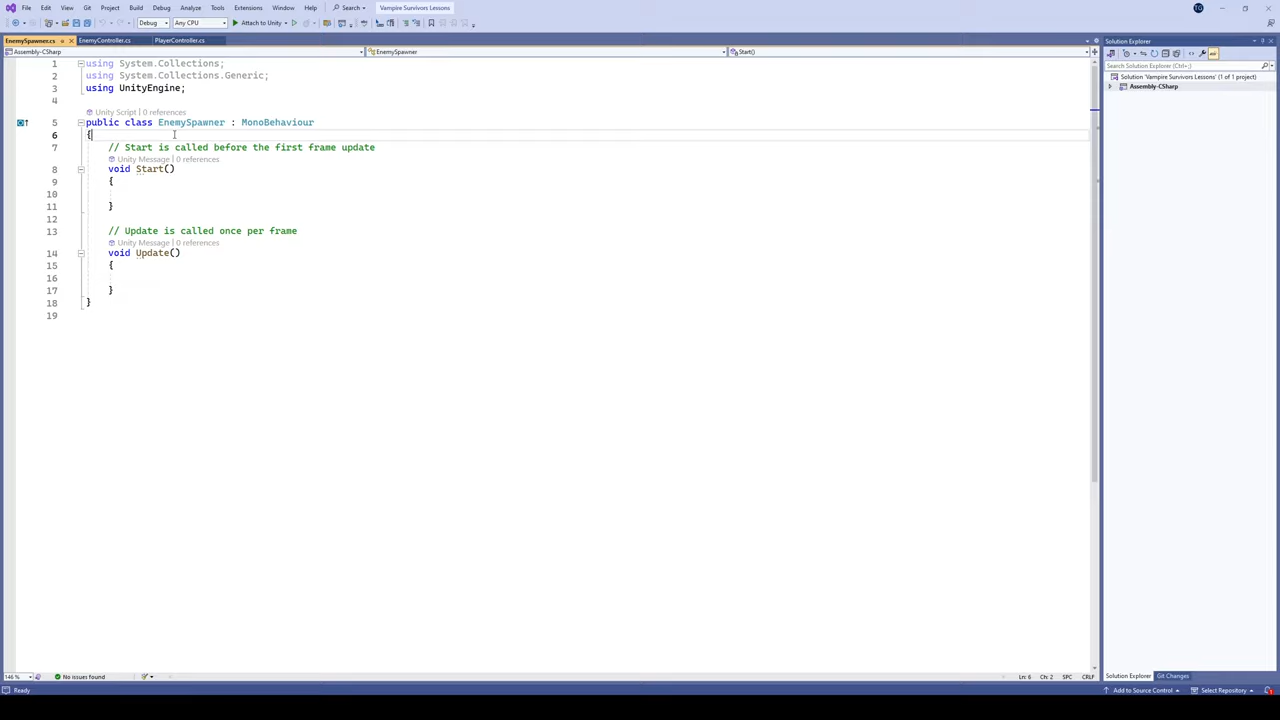 File Edit View Git Project Build Debug Test Analyze Tools Extensions Window Help Search Vampire Survivors Lessons TG
Debug Any CPU Attach to Unity
EnemySpawner.cs EnemyController.cs PlayerController.cs Solution Explorer
Assembly-CSharp EnemySpawner Start()
Search Solution Explorer (Ctrl+;)
Solution 'Vampire Survivors Lessons' (1 of 1 project)
Assembly-CSharp
1 using System.Collections;
2 using System.Collections.Generic;
3 using UnityEngine;
4
Unity Script | 0 references
5 public class EnemySpawner : MonoBehaviour
6 {
7 // Start is called before the first frame update
Unity Message | 0 references
8 void Start()
9 {
10
11 }
12
13 // Update is called once per frame
Unity Message | 0 references
14 void Update()
15 {
16
17 }
18 }
19
146 % No issues found Ln: 6 Ch: 2 SPC CRLF
Solution Explorer Git Changes
Ready Add to Source Control Select Repository